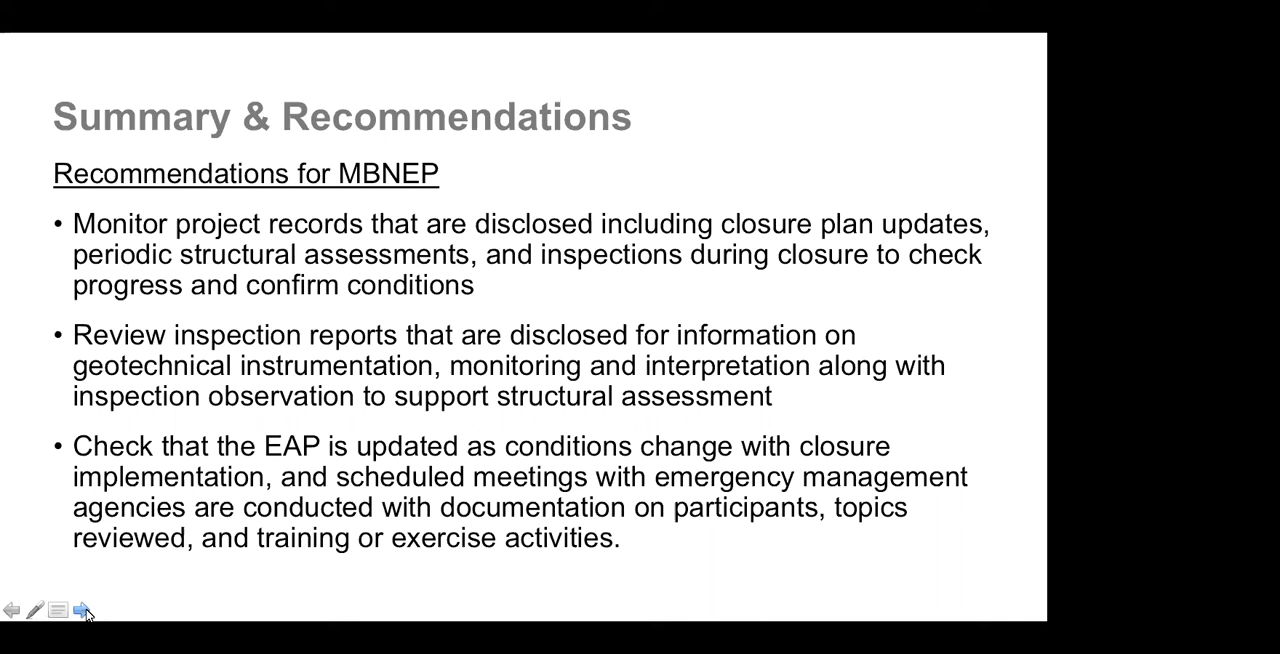 Summary & Recommendations
Recommendations for MBNEP
• Monitor project records that are disclosed including closure plan updates,
periodic structural assessments, and inspections during closure to check
progress and confirm conditions
• Review inspection reports that are disclosed for information on
geotechnical instrumentation, monitoring and interpretation along with
inspection observation to support structural assessment
• Check that the EAP is updated as conditions change with closure
implementation, and scheduled meetings with emergency management
agencies are conducted with documentation on participants, topics
reviewed, and training or exercise activities.